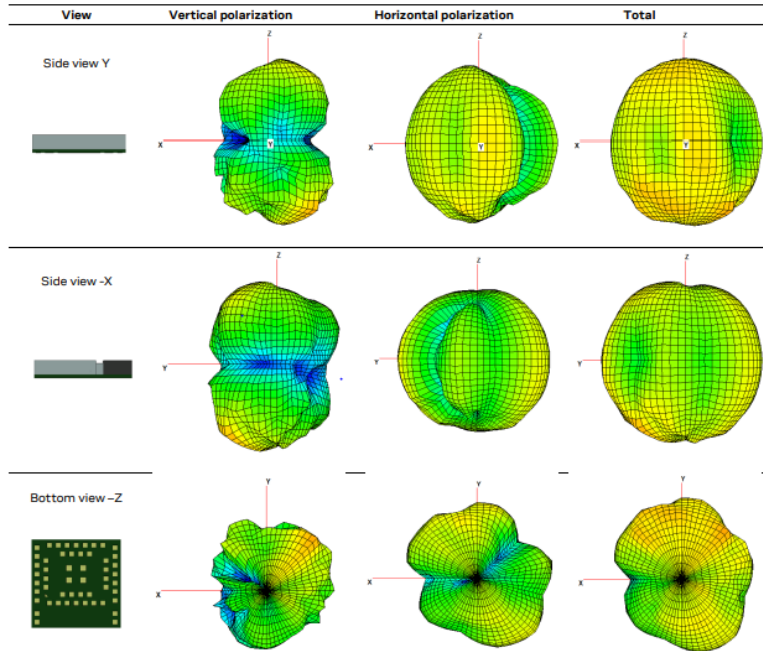 View Vertical polarization Horizontal polarization Total
Side view Y
Z
X
Y
Z
X
Y
Z
X
Y
Side view -X
Z
Y
Z
Y
Z
Y
Bottom view –Z
Y
X
Y
X
Y
X